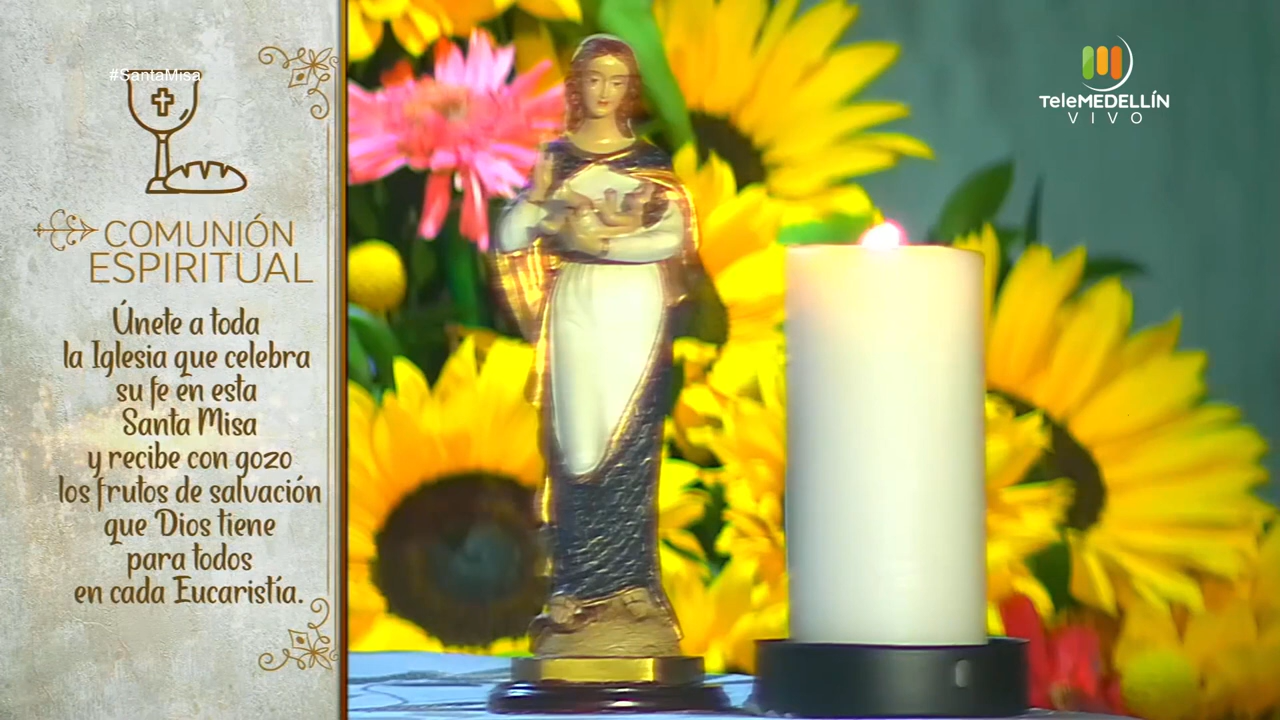 #SantaMisa
COMUNIÓN
ESPIRITUAL
Únete a toda
la Iglesia que celebra
su fe en esta
Santa Misa
y recibe con gozo
los frutos de salvación
que Dios tiene
para todos
en cada Eucaristía.
TeleMEDELLÍN
VIVO